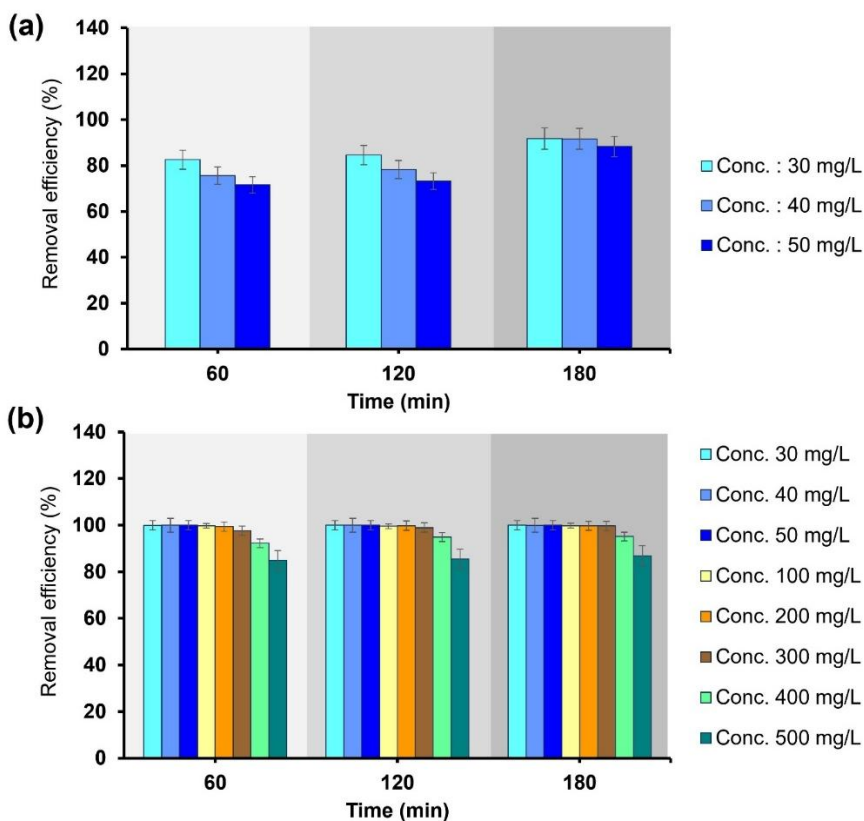 (a)
140
120
100
80
60
40
20
0
Removal efficiency (%)
60 120 180
Time (min)
Conc. : 30 mg/L
Conc. : 40 mg/L
Conc. : 50 mg/L
(b)
140
120
100
80
60
40
20
0
Removal efficiency (%)
60 120 180
Time (min)
Conc. 30 mg/L
Conc. 40 mg/L
Conc. 50 mg/L
Conc. 100 mg/L
Conc. 200 mg/L
Conc. 300 mg/L
Conc. 400 mg/L
Conc. 500 mg/L